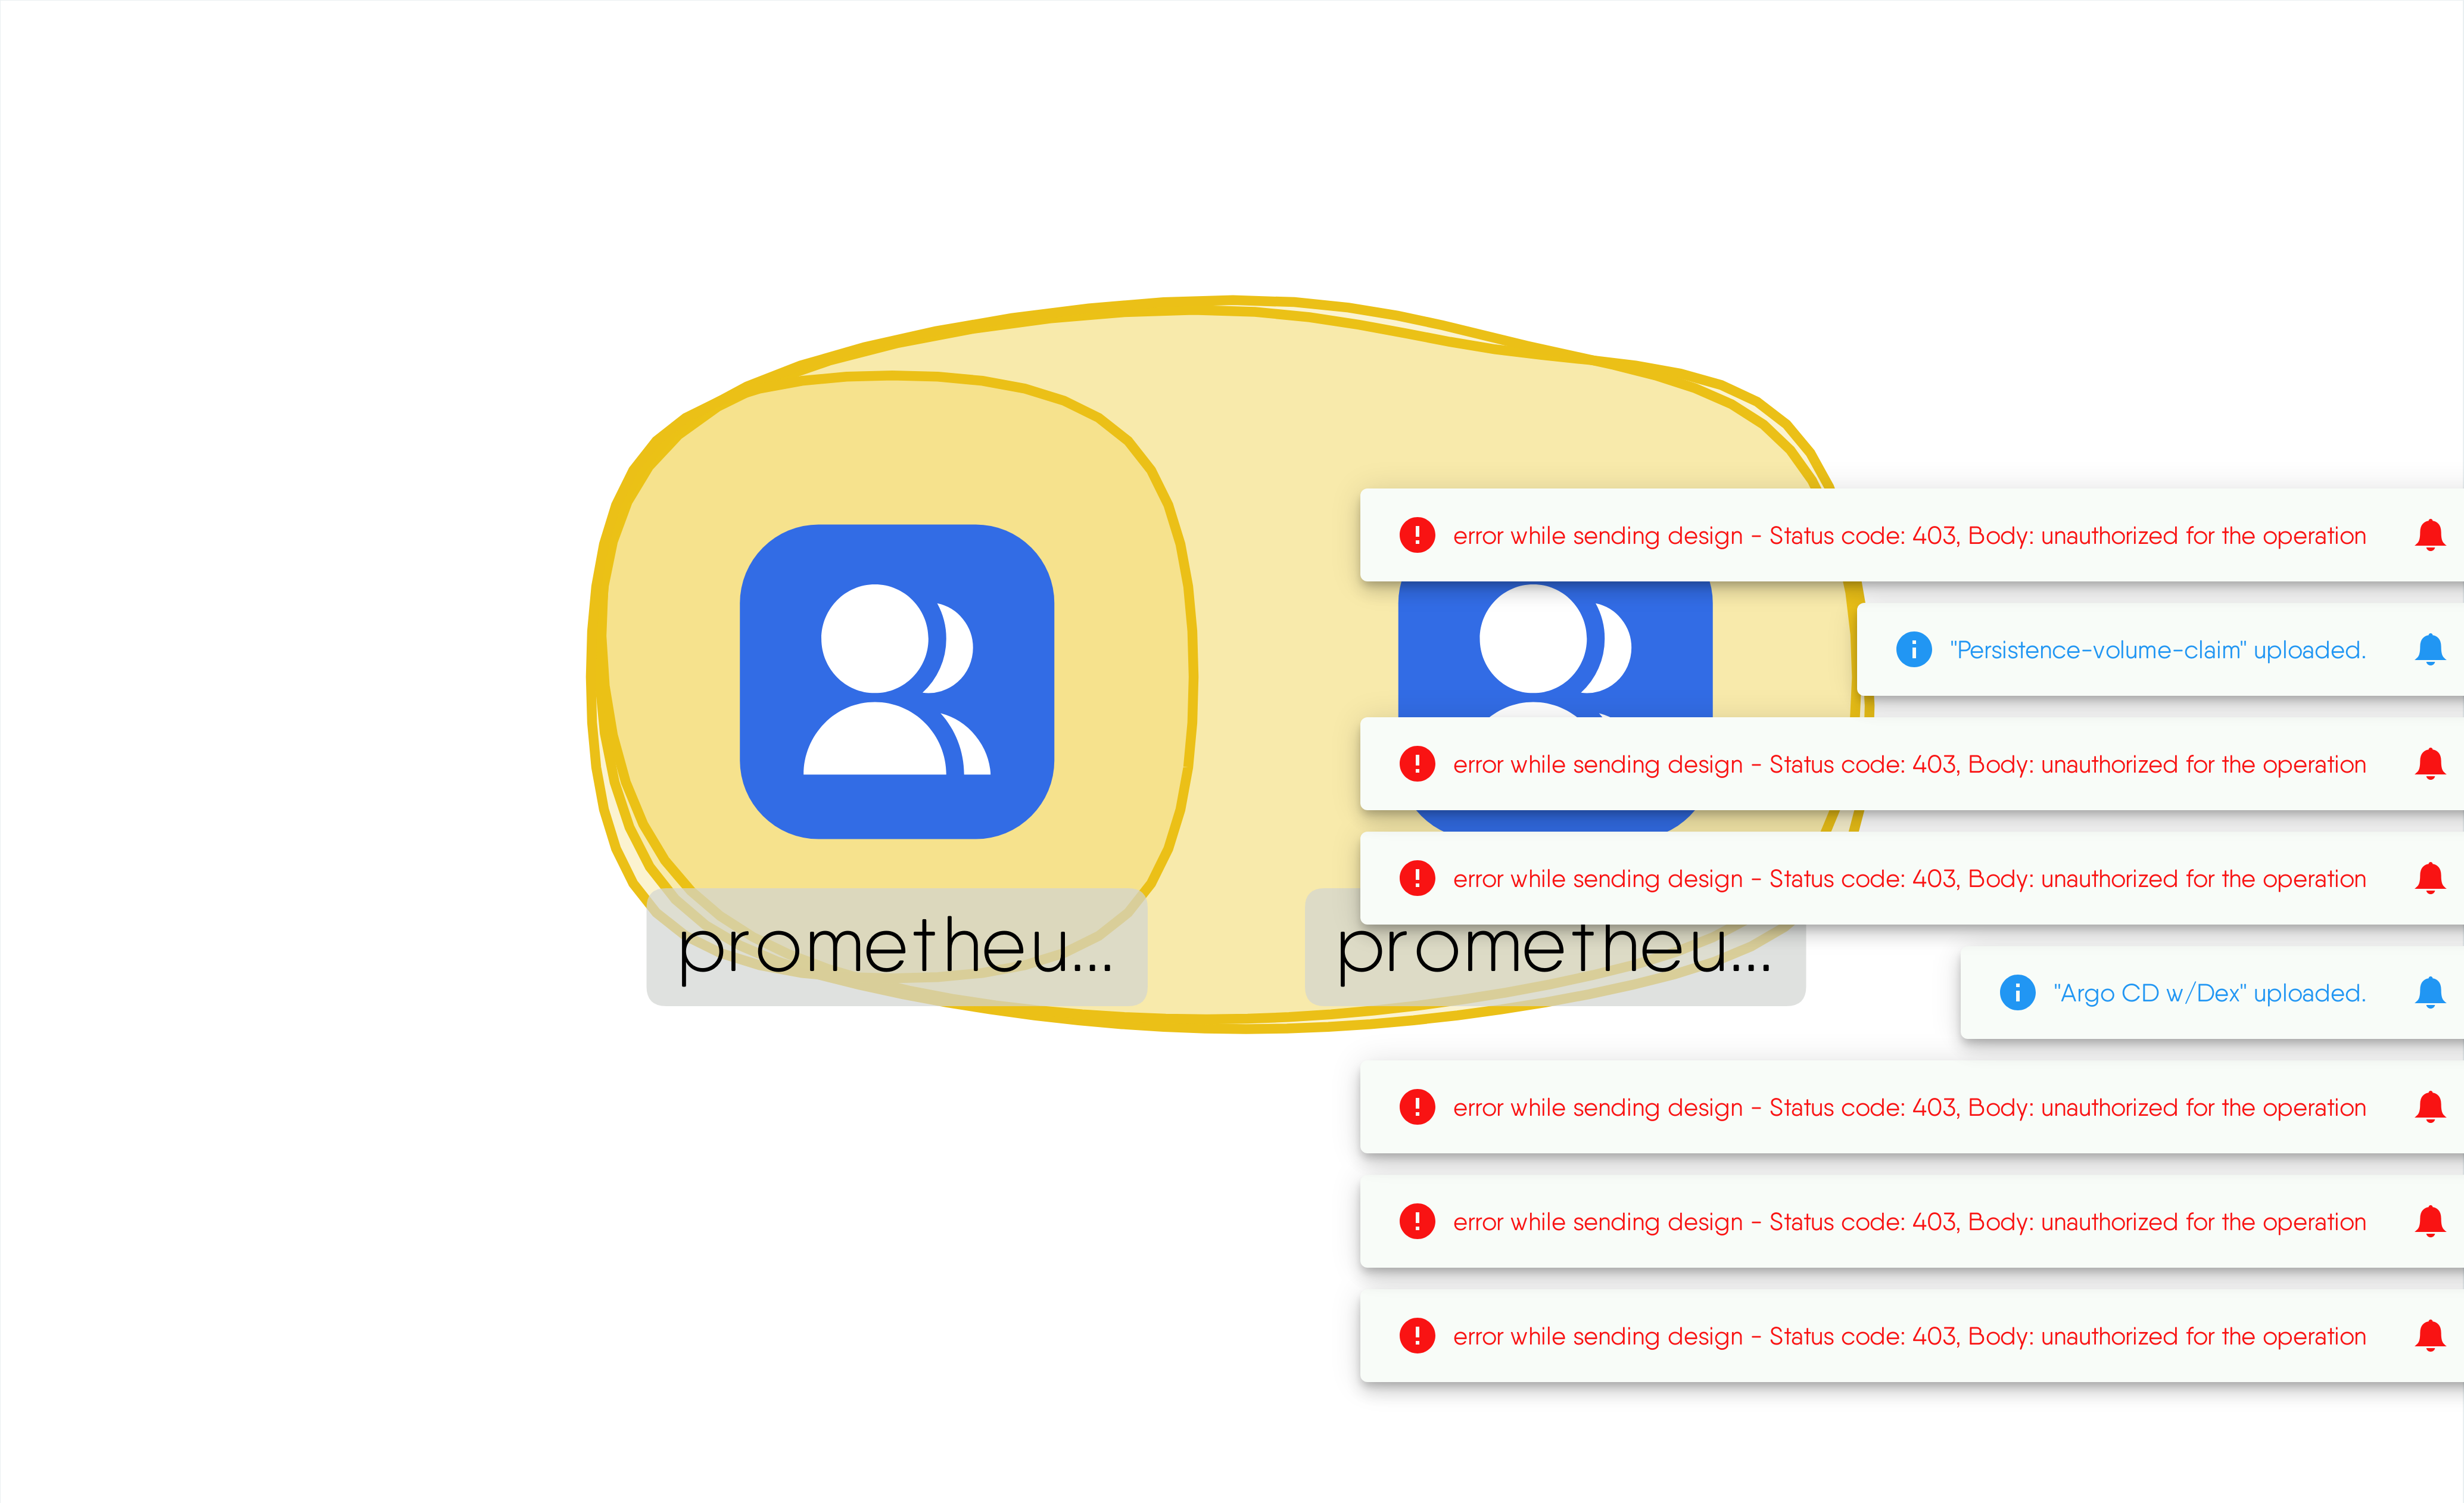 error while sending design - Status code: 403, Body: unauthorized for the operation
"Persistence-volume-claim" uploaded.
error while sending design - Status code: 403, Body: unauthorized for the operation
error while sending design - Status code: 403, Body: unauthorized for the operation
prometheu...
prometheu...
"Argo CD w/Dex" uploaded.
error while sending design - Status code: 403, Body: unauthorized for the operation
error while sending design - Status code: 403, Body: unauthorized for the operation
error while sending design - Status code: 403, Body: unauthorized for the operation